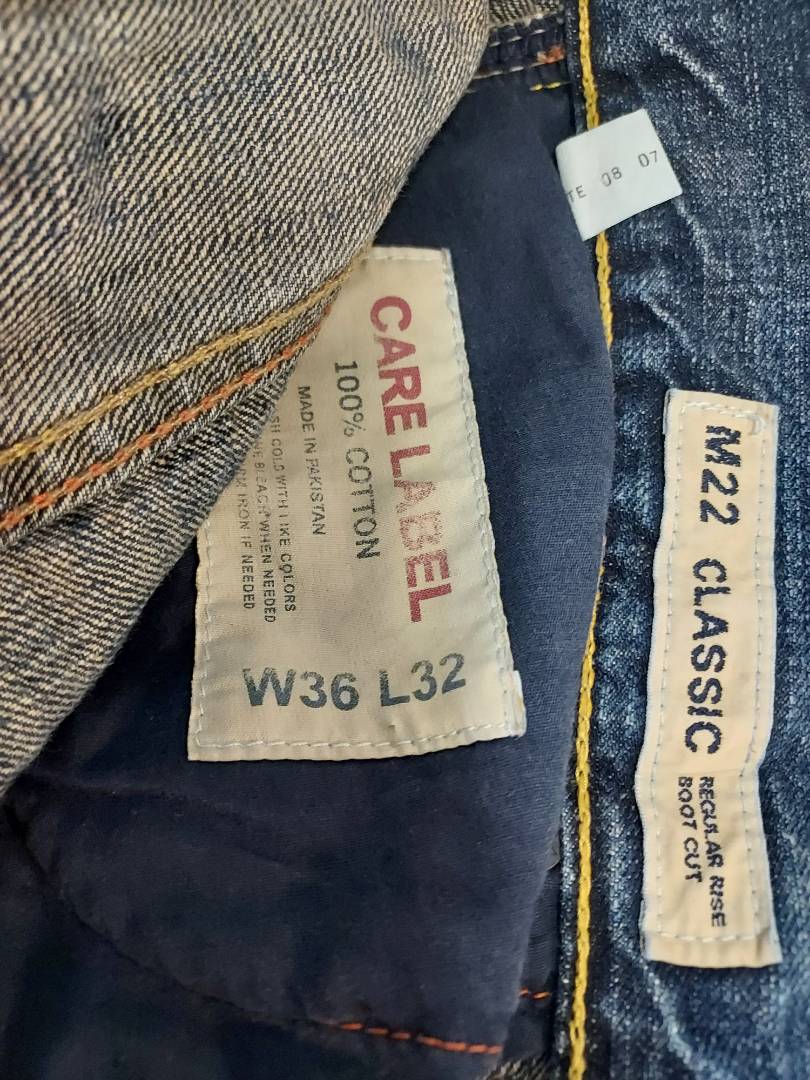 TE 08 07
CARE LABEL
100% COTTON
MADE IN PAKISTAN
SH COLD WITH LIKE COLORS
BLEACH WHEN NEEDED
IRON IF NEEDED
W36 L32
M22 CLASSIC
REGULAR RISE
BOOT CUT